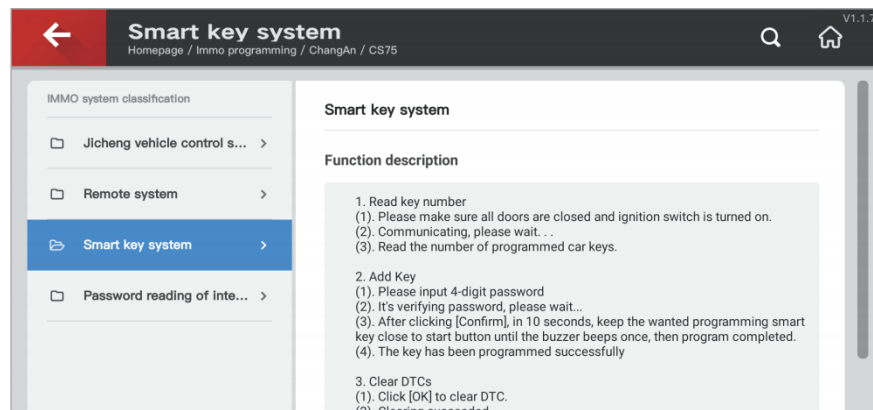 Smart key system
V1.1.7
Homepage / Immo programming / ChangAn / CS75
IMMO system classification
Jicheng vehicle control s...
Remote system
Smart key system
Password reading of inte...
Smart key system
Function description
1. Read key number
(1). Please make sure all doors are closed and ignition switch is turned on.
(2). Communicating, please wait. . .
(3). Read the number of programmed car keys.
2. Add Key
(1). Please input 4-digit password
(2). It's verifying password, please wait...
(3). After clicking [Confirm], in 10 seconds, keep the wanted programming smart
key close to start button until the buzzer beeps once, then program completed.
(4). The key has been programmed successfully
3. Clear DTCs
(1). Click [OK] to clear DTC.
(2). Clearing succeeded